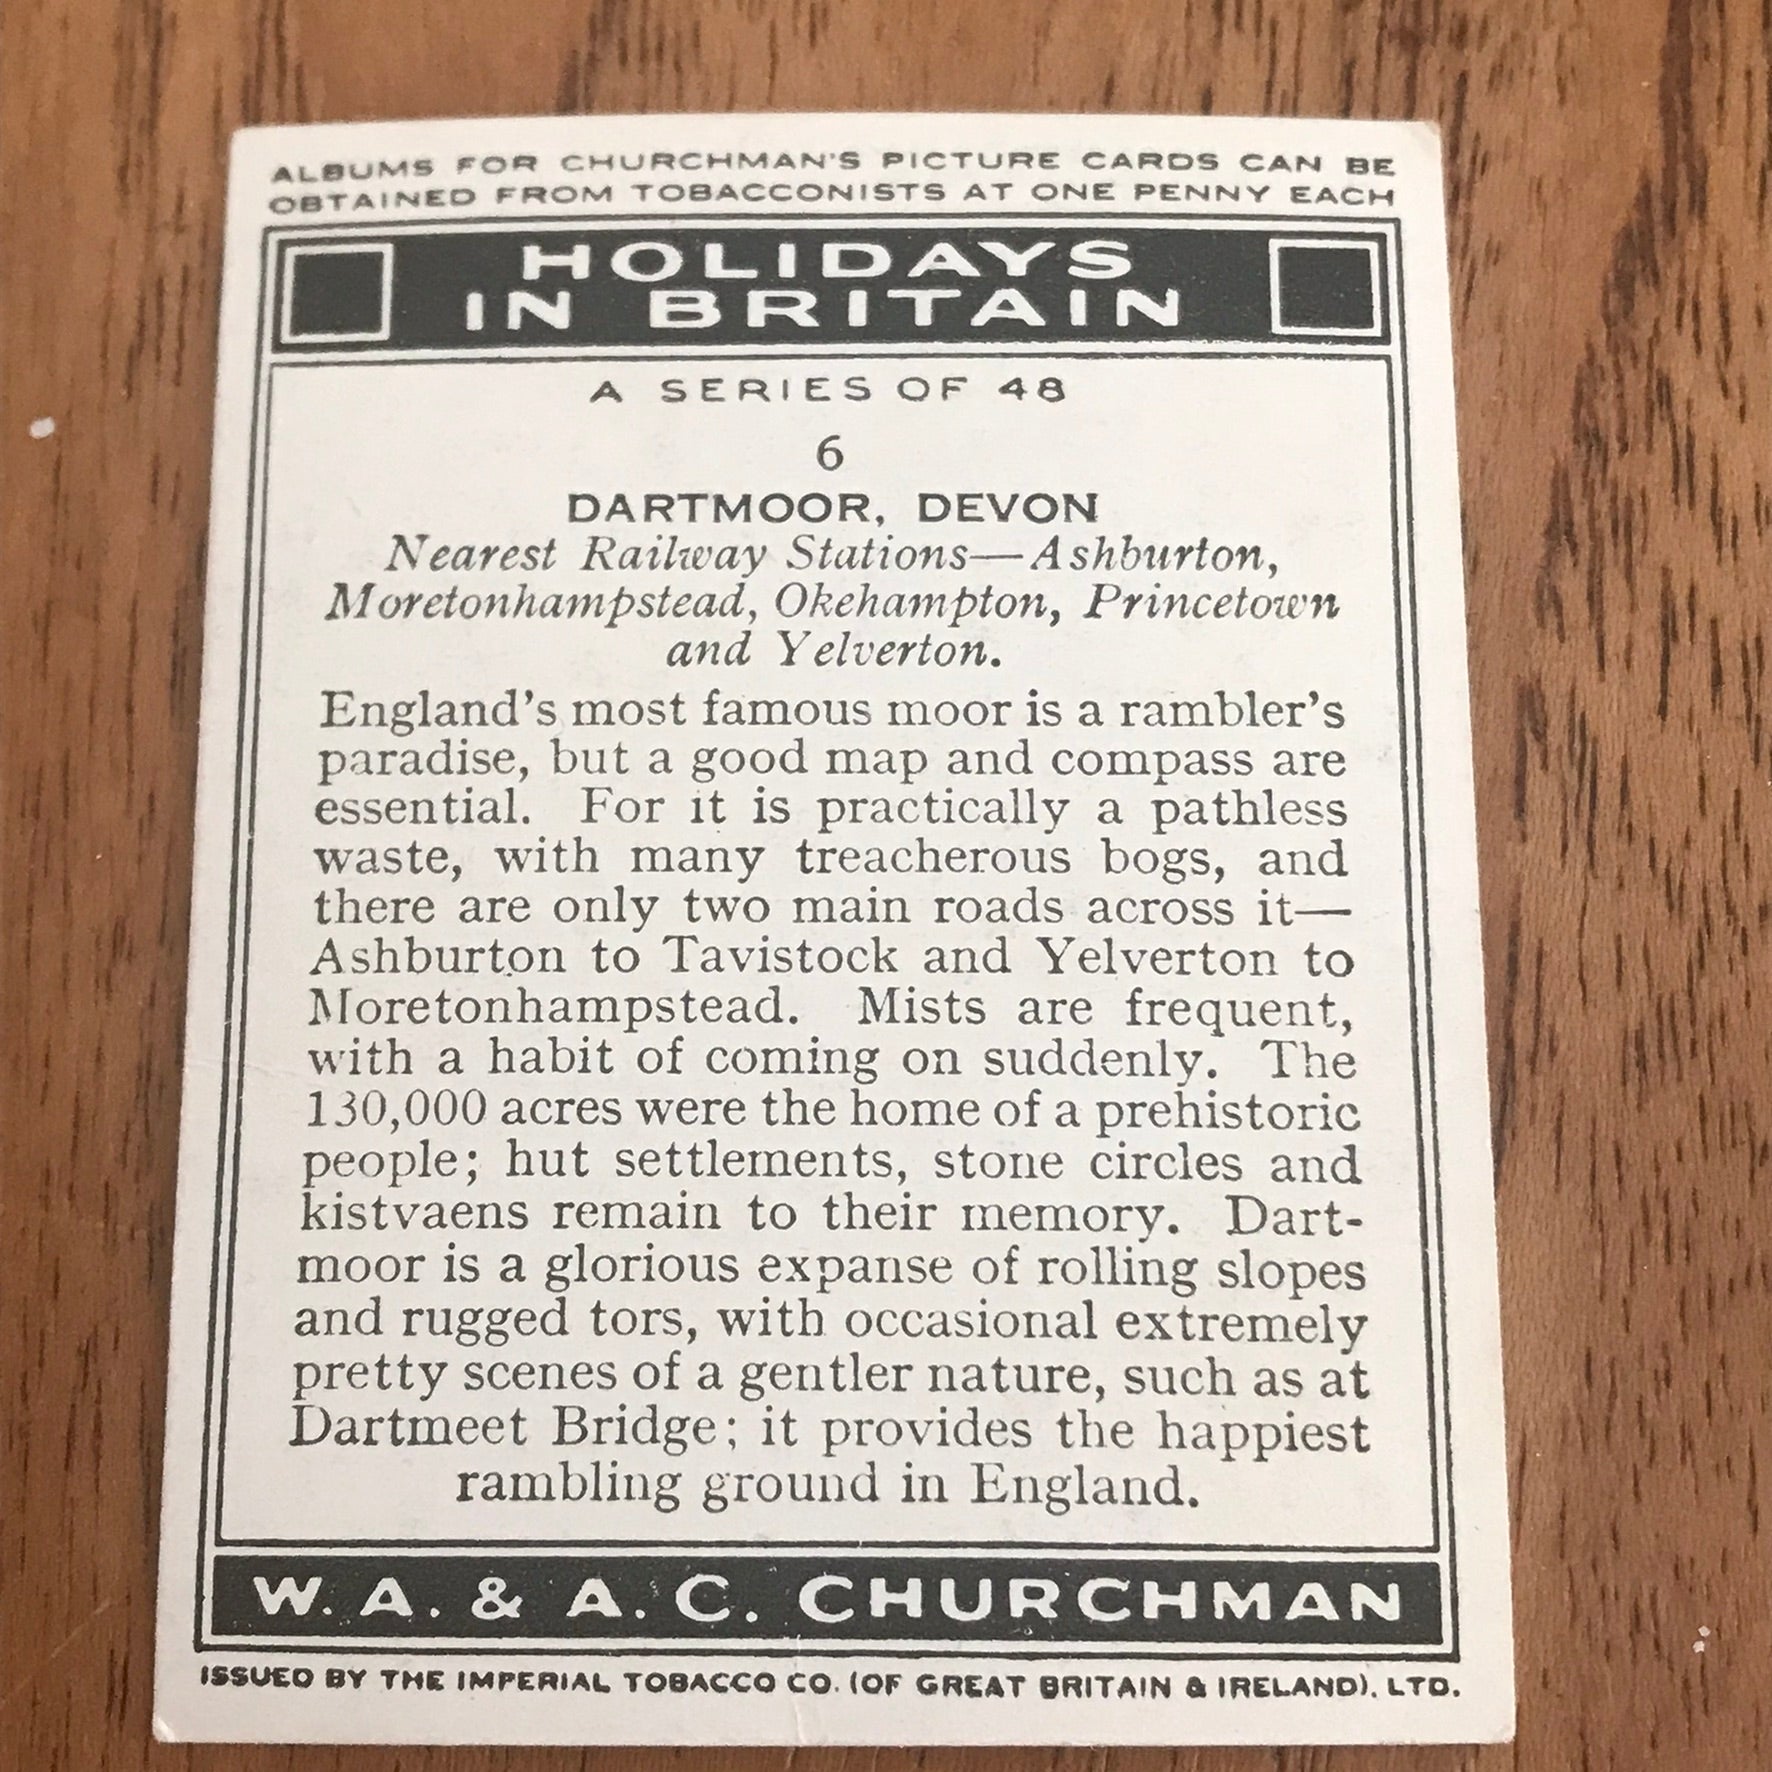 ALBUMS FOR CHURCHMAN'S PICTURE CARDS CAN BE
OBTAINED FROM TOBACCONISTS AT ONE PENNY EACH
HOLIDAYS
IN BRITAIN
A SERIES OF 48
6
DARTMOOR, DEVON
Nearest Railway Stations—Ashburton,
Moretonhampstead, Okehampton, Princetown
and Yelverton.
England's most famous moor is a rambler's
paradise, but a good map and compass are
essential. For it is practically a pathless
waste, with many treacherous bogs, and
there are only two main roads across it—
Ashburton to Tavistock and Yelverton to
Moretonhampstead. Mists are frequent,
with a habit of coming on suddenly. The
130,000 acres were the home of a prehistoric
people; hut settlements, stone circles and
kistvaens remain to their memory. Dart-
moor is a glorious expanse of rolling slopes
and rugged tors, with occasional extremely
pretty scenes of a gentler nature, such as at
Dartmeet Bridge; it provides the happiest
rambling ground in England.
W. A. & A. C. CHURCHMAN
ISSUED BY THE IMPERIAL TOBACCO CO. (OF GREAT BRITAIN & IRELAND), LTD.